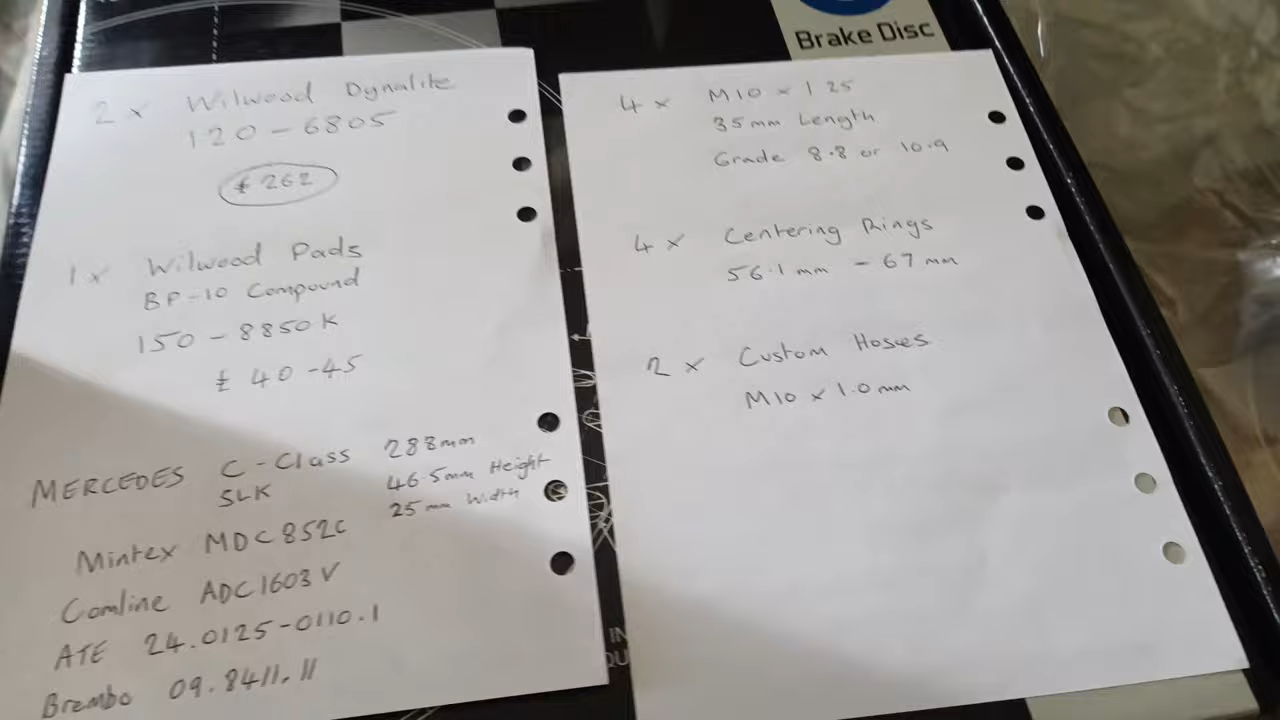 Brake Disc
2 x Wilwood Dynalite
120-6805
£262
1 x Wilwood Pads
BP-10 Compound
150-8850K
£40-45
MERCEDES C-Class 288mm
SLK 46.5mm Height
25mm Width
Mintex MDC852C
Comline ADC1603V
ATE 24.0125-0110.1
Brembo 09.8411.11
4 x M10 x 1.25
35mm Length
Grade 8.8 or 10.9
4 x Centering Rings
56.1mm - 67mm
2 x Custom Hoses
M10 x 1.0mm